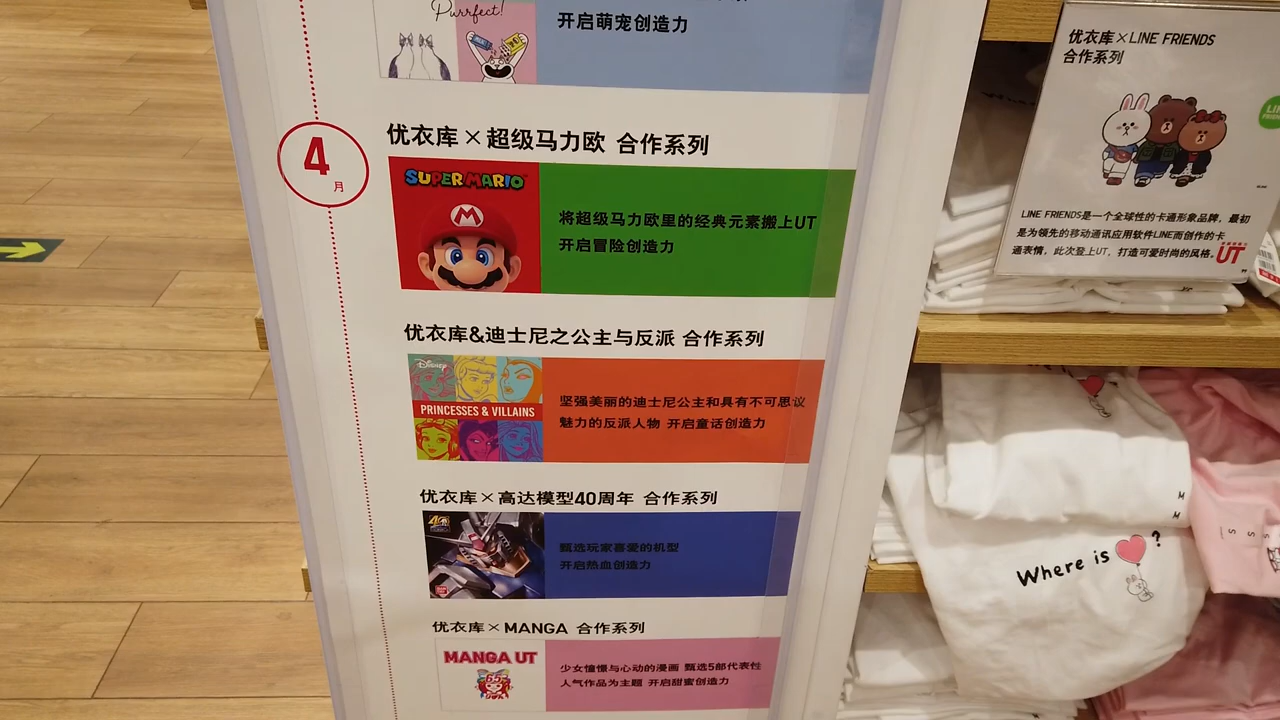 Purrfect!
开启萌宠创造力
4月
优衣库×超级马力欧 合作系列
SUPER MARIO
M
将超级马力欧里的经典元素搬上UT
开启冒险创造力
优衣库&迪士尼之公主与反派 合作系列
Disney
PRINCESSES & VILLAINS
坚强美丽的迪士尼公主和具有不可思议
魅力的反派人物 开启童话创造力
优衣库×高达模型40周年 合作系列
40
甄选玩家喜爱的机型
开启热血创造力
优衣库×MANGA 合作系列
MANGA UT
少女憧憬与心动的漫画 甄选5部代表性
人气作品为主题 开启甜蜜创造力
优衣库×LINE FRIENDS
合作系列
LINE FRIENDS是一个全球性的卡通形象品牌，最初
是为领先的移动通讯应用软件LINE而创作的卡
通表情，此次登上UT，打造可爱时尚的风格。
UT
M
M
Where is ?
S
S
S